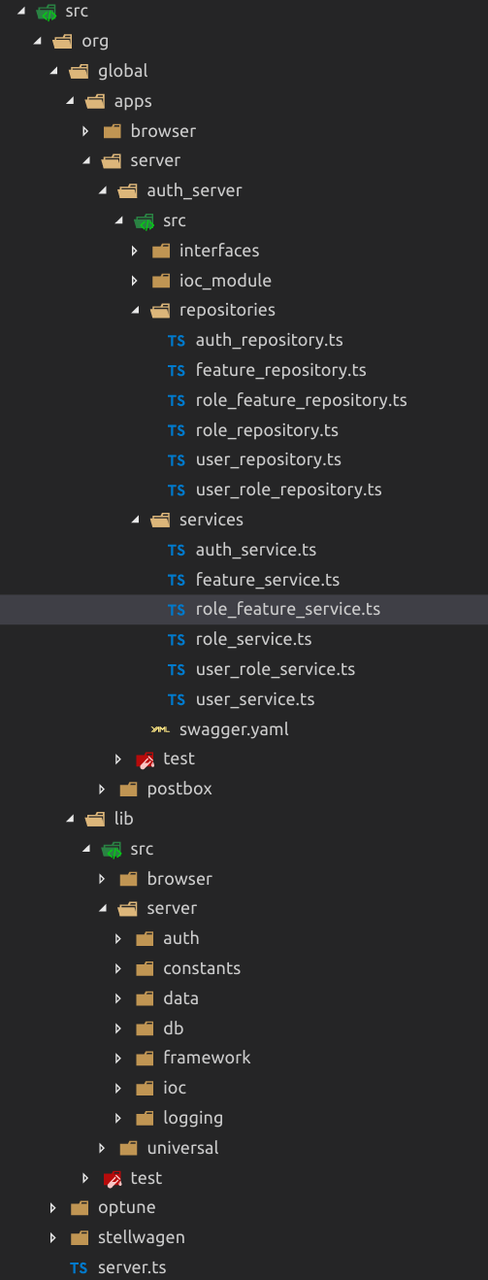 src
org
global
apps
browser
server
auth_server
src
interfaces
ioc_module
repositories
TS auth_repository.ts
TS feature_repository.ts
TS role_feature_repository.ts
TS role_repository.ts
TS user_repository.ts
TS user_role_repository.ts
services
TS auth_service.ts
TS feature_service.ts
TS role_feature_service.ts
TS role_service.ts
TS user_role_service.ts
TS user_service.ts
YAML swagger.yaml
test
postbox
lib
src
browser
server
auth
constants
data
db
framework
ioc
logging
universal
test
optune
stellwagen
TS server.ts